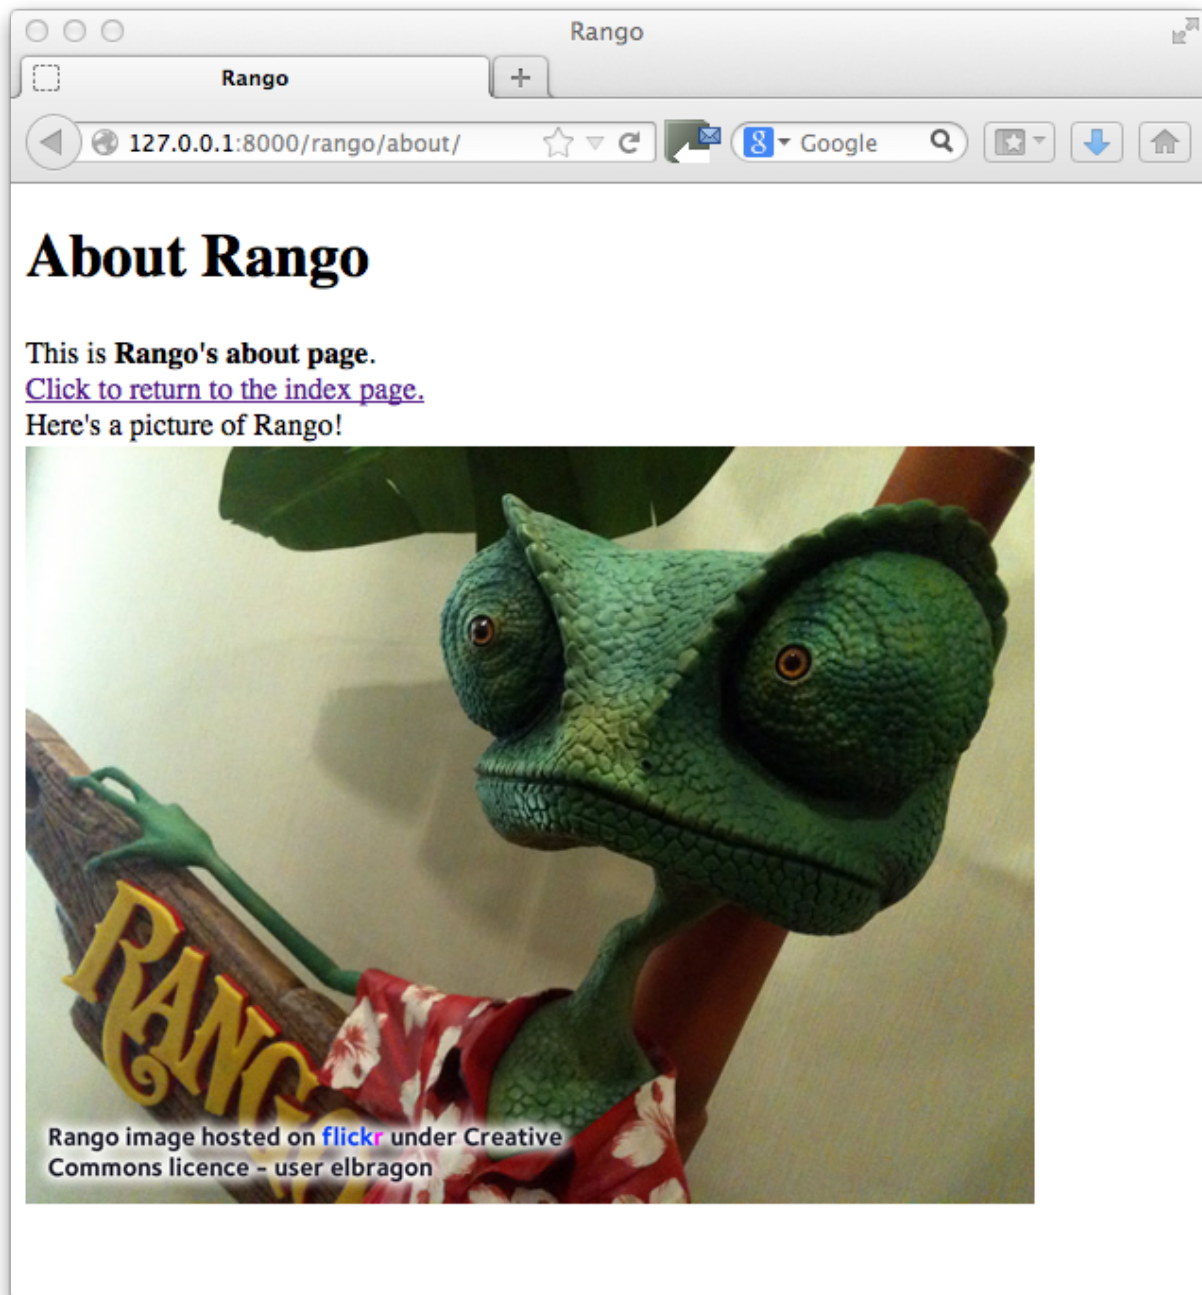 Rango
Rango
127.0.0.1:8000/rango/about/
8 Google
About Rango
This is Rango's about page.
Click to return to the index page.
Here's a picture of Rango!
RANGO
Rango image hosted on flickr under Creative
Commons licence - user elbragon